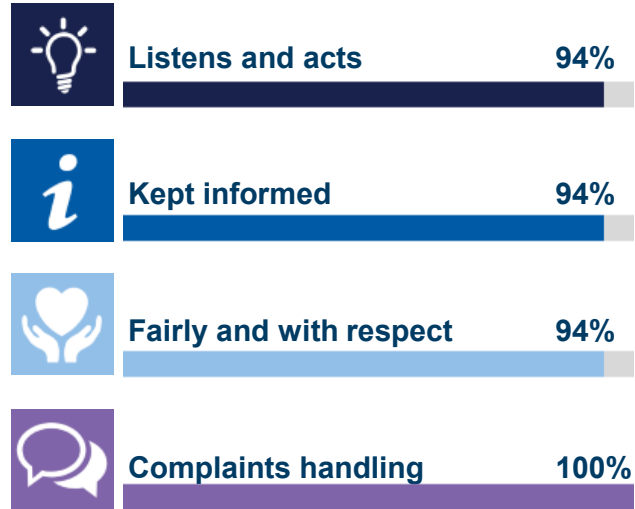 Listens and acts 94%
Kept informed 94%
Fairly and with respect 94%
Complaints handling 100%